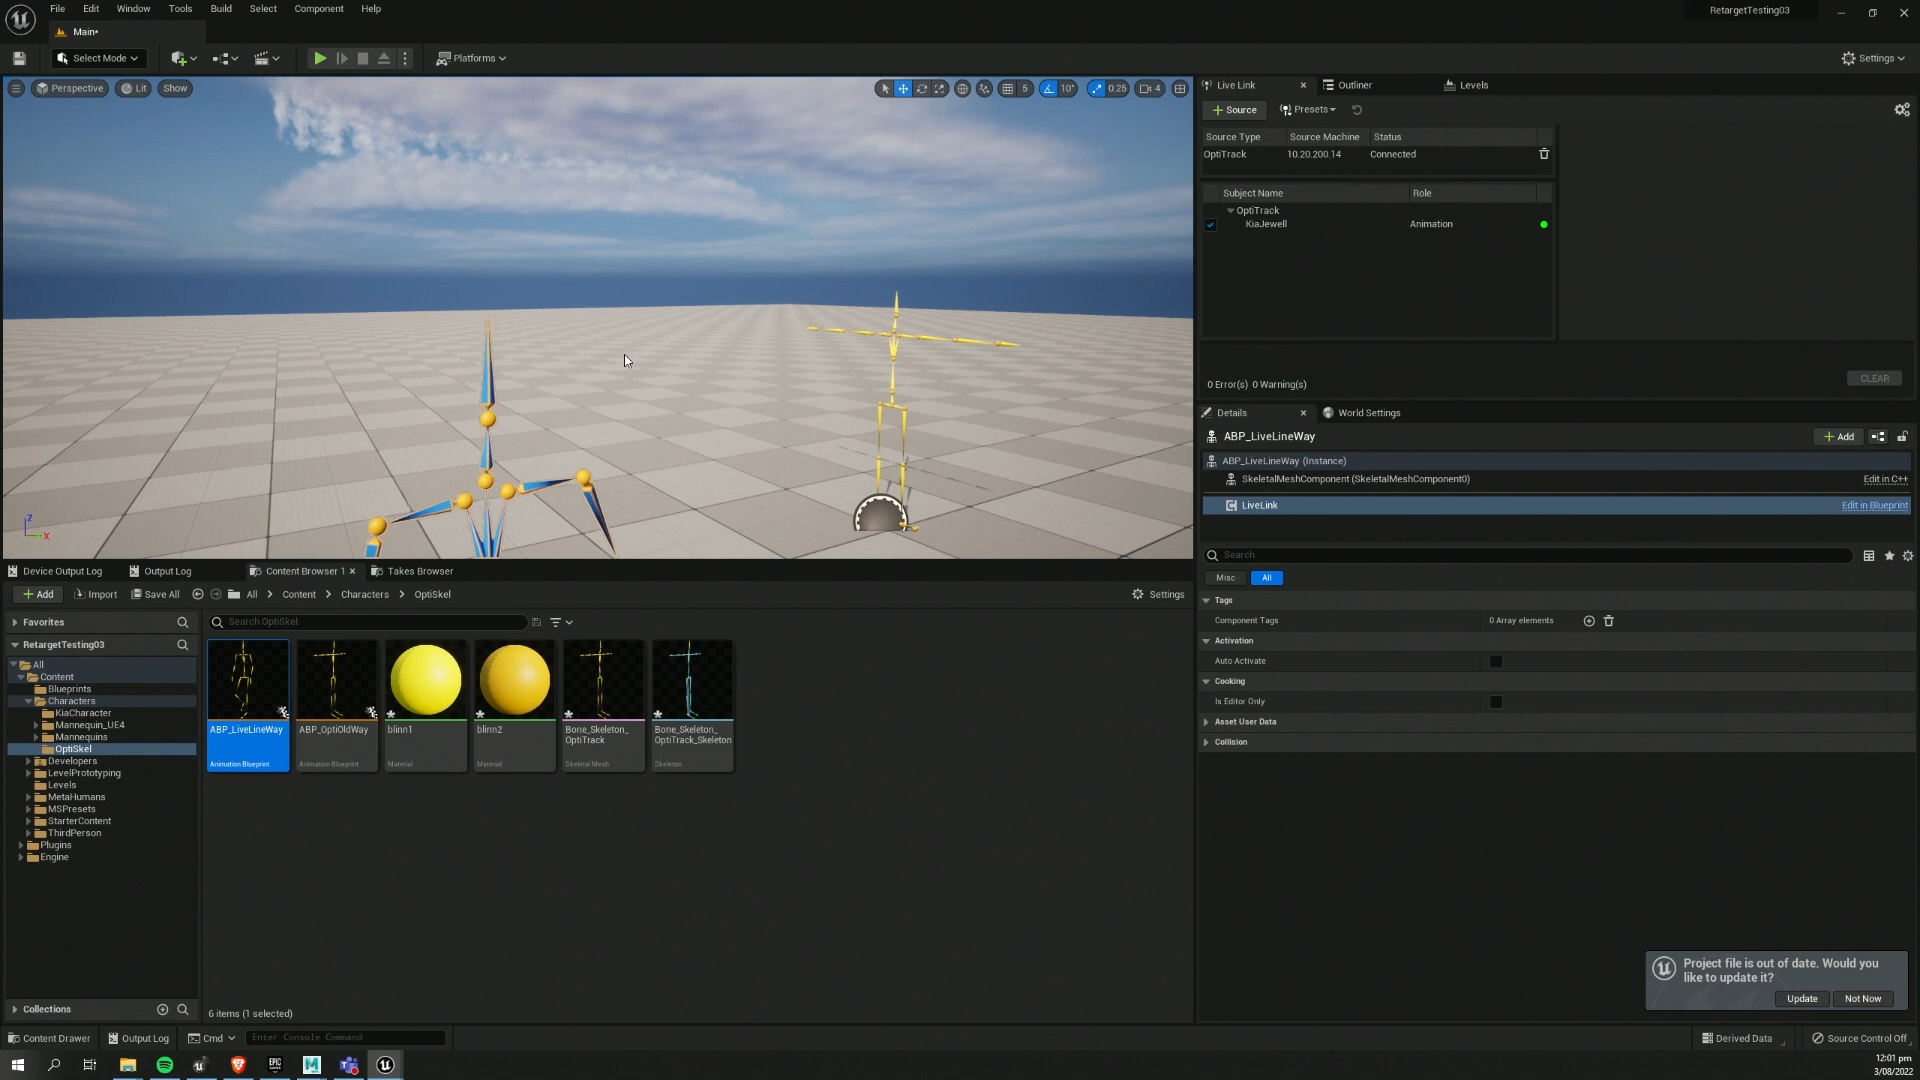 File Edit Window Tools Build Select Component Help
RetargetTesting03
Main•
Select Mode
Platforms
Settings
Perspective
Lit
Show
5
10°
0.25
4
Z
X
Live Link
Outliner
Levels
Source
Presets
Source Type Source Machine Status
OptiTrack 10.20.200.14 Connected
Subject Name Role
OptiTrack
KiaJewell Animation
0 Error(s) 0 Warning(s)
CLEAR
Details
World Settings
ABP_LiveLineWay
Add
ABP_LiveLineWay (Instance)
SkeletalMeshComponent (SkeletalMeshComponent0) Edit in C++
LiveLink Edit in Blueprint
Search
Misc All
Tags
Component Tags 0 Array elements
Activation
Auto Activate
Cooking
Is Editor Only
Asset User Data
Collision
Device Output Log
Output Log
Content Browser 1
Takes Browser
Add
Import
Save All
All > Content > Characters > OptiSkel
Settings
Favorites
RetargetTesting03
All
Content
Blueprints
Characters
KiaCharacter
Mannequin_UE4
Mannequins
OptiSkel
Developers
LevelPrototyping
Levels
MetaHumans
MSPresets
StarterContent
ThirdPerson
Plugins
Engine
Collections
Search OptiSkel
ABP_LiveLineWay
Animation Blueprint
ABP_OptiOldWay
Animation Blueprint
blinn1
Material
blinn2
Material
Bone_Skeleton_
OptiTrack
Skeletal Mesh
Bone_Skeleton_
OptiTrack_Skeleton
Skeleton
6 items (1 selected)
Project file is out of date. Would you
like to update it?
Update
Not Now
Content Drawer
Output Log
Cmd
Enter Console Command
Derived Data
Source Control Off
EPIC
M
12:01 pm
3/08/2022